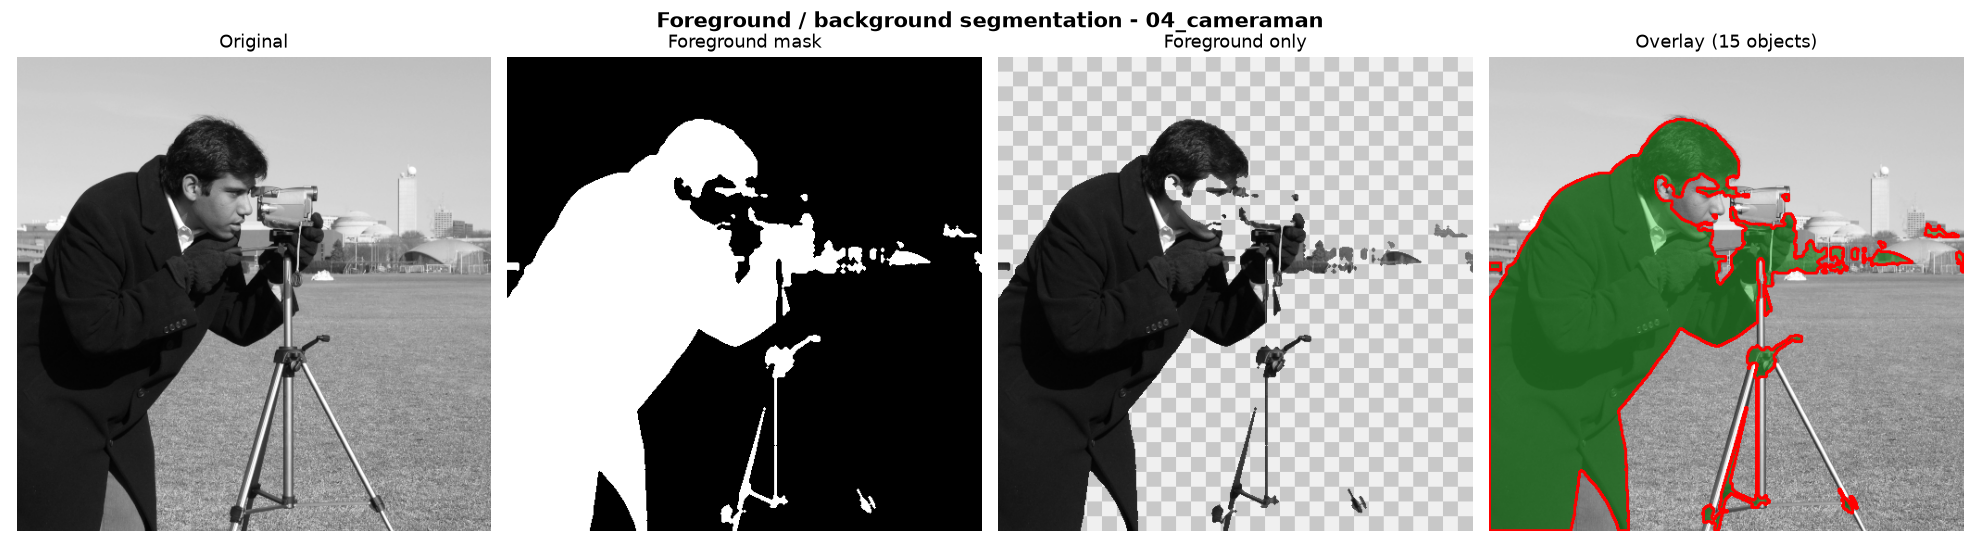 Foreground / background segmentation - 04_cameraman
Original
Foreground mask
Foreground only
Overlay (15 objects)